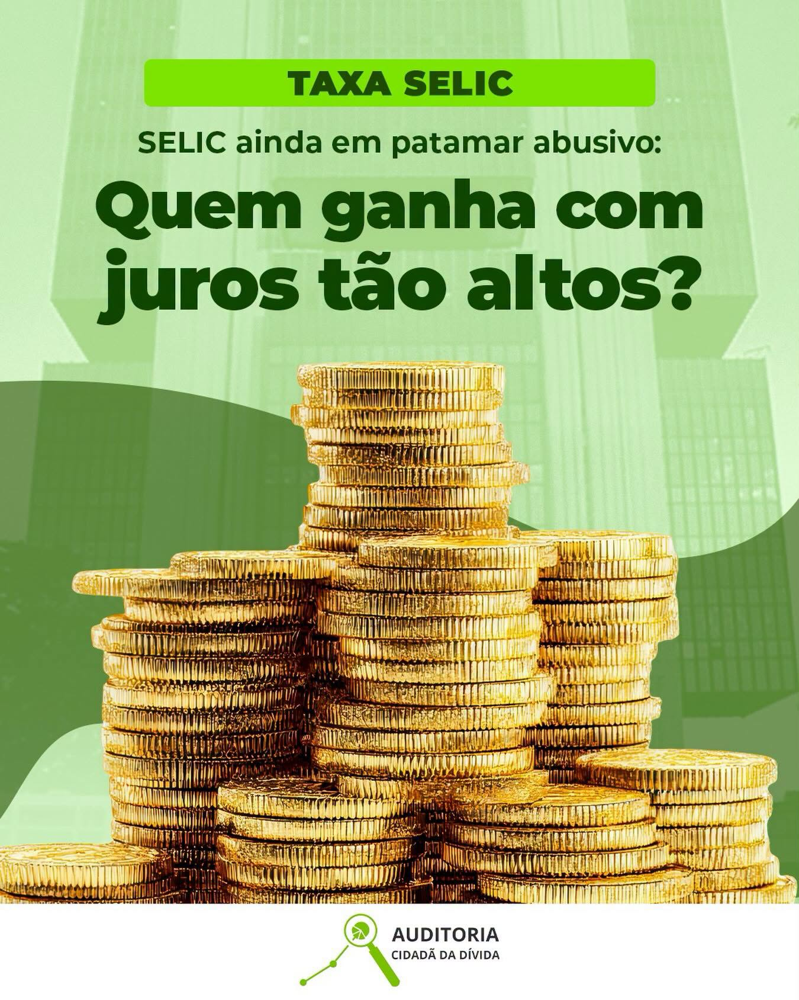 TAXA SELIC
SELIC ainda em patamar abusivo:
Quem ganha com
juros tão altos?
AUDITORIA
CIDADÃ DA DÍVIDA